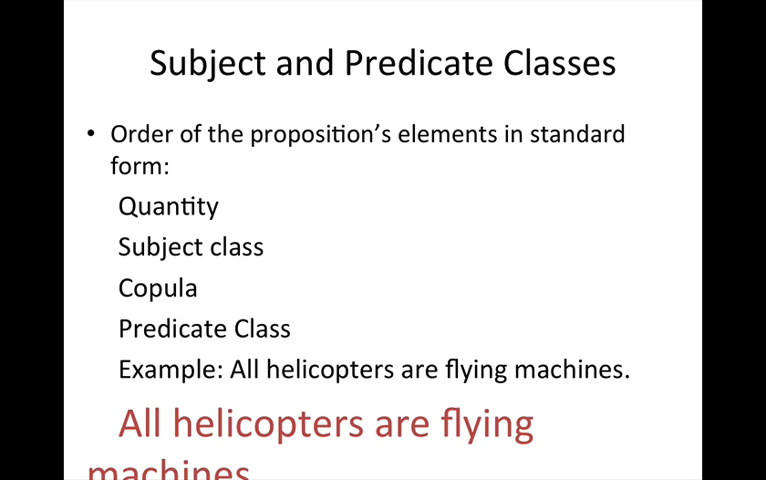 Subject and Predicate Classes
• Order of the proposition’s elements in standard
form:
Quantity
Subject class
Copula
Predicate Class
Example: All helicopters are flying machines.
All helicopters are flying
machines